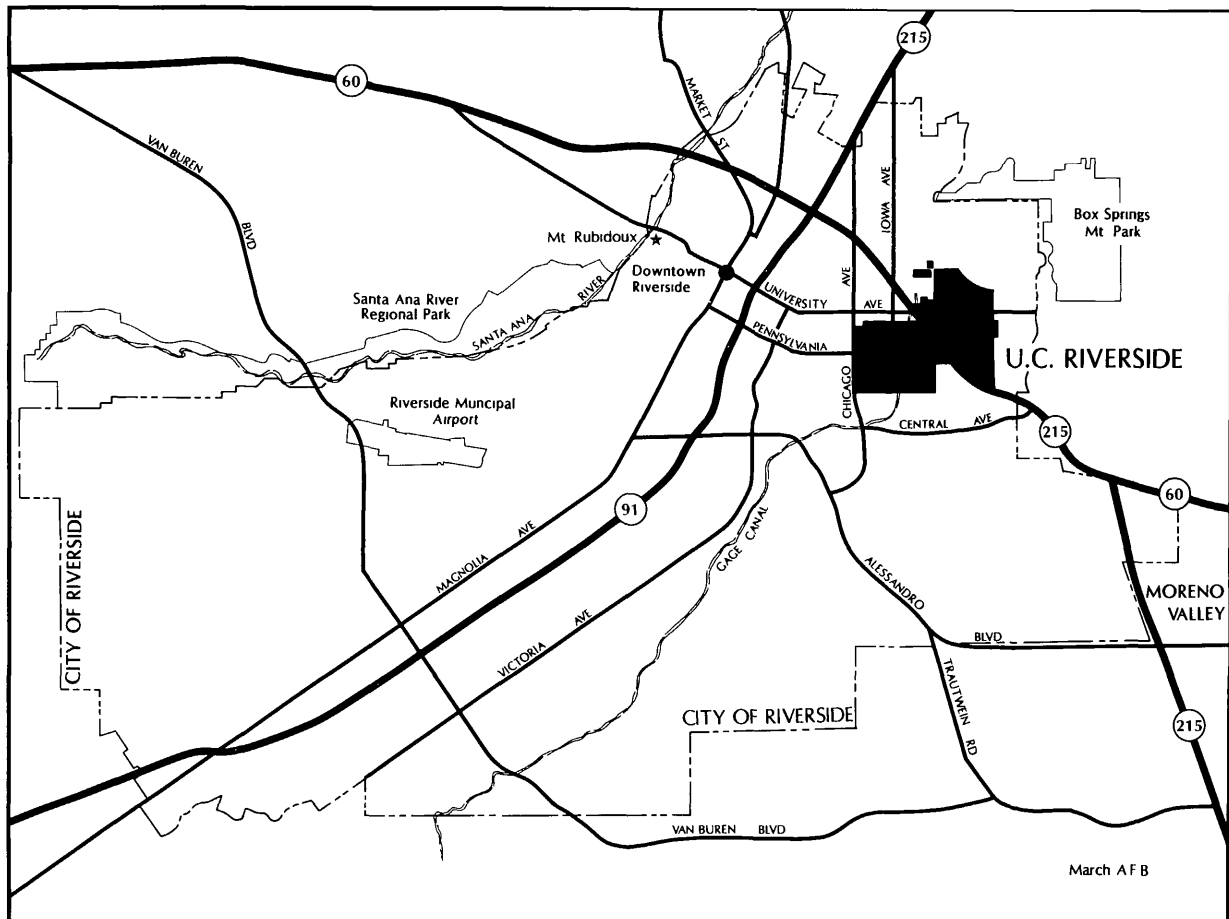 215
60
MARKET ST
VAN BUREN
BLVD
IOWA AVE
Box Springs
Mt Park
Mt Rubidoux
Downtown
Riverside
UNIVERSITY AVE
AVE
Santa Ana River
Regional Park
SANTA ANA RIVER
PENNSYLVANIA
U.C. RIVERSIDE
CHICAGO
Riverside Muncipal
Airport
CENTRAL AVE
215
60
91
GAGE CANAL
MAGNOLIA AVE
ALESSANDRO
BLVD
MORENO
VALLEY
CITY OF RIVERSIDE
VICTORIA AVE
TRAUTWEIN RD
CITY OF RIVERSIDE
215
VAN BUREN BLVD
March A F B